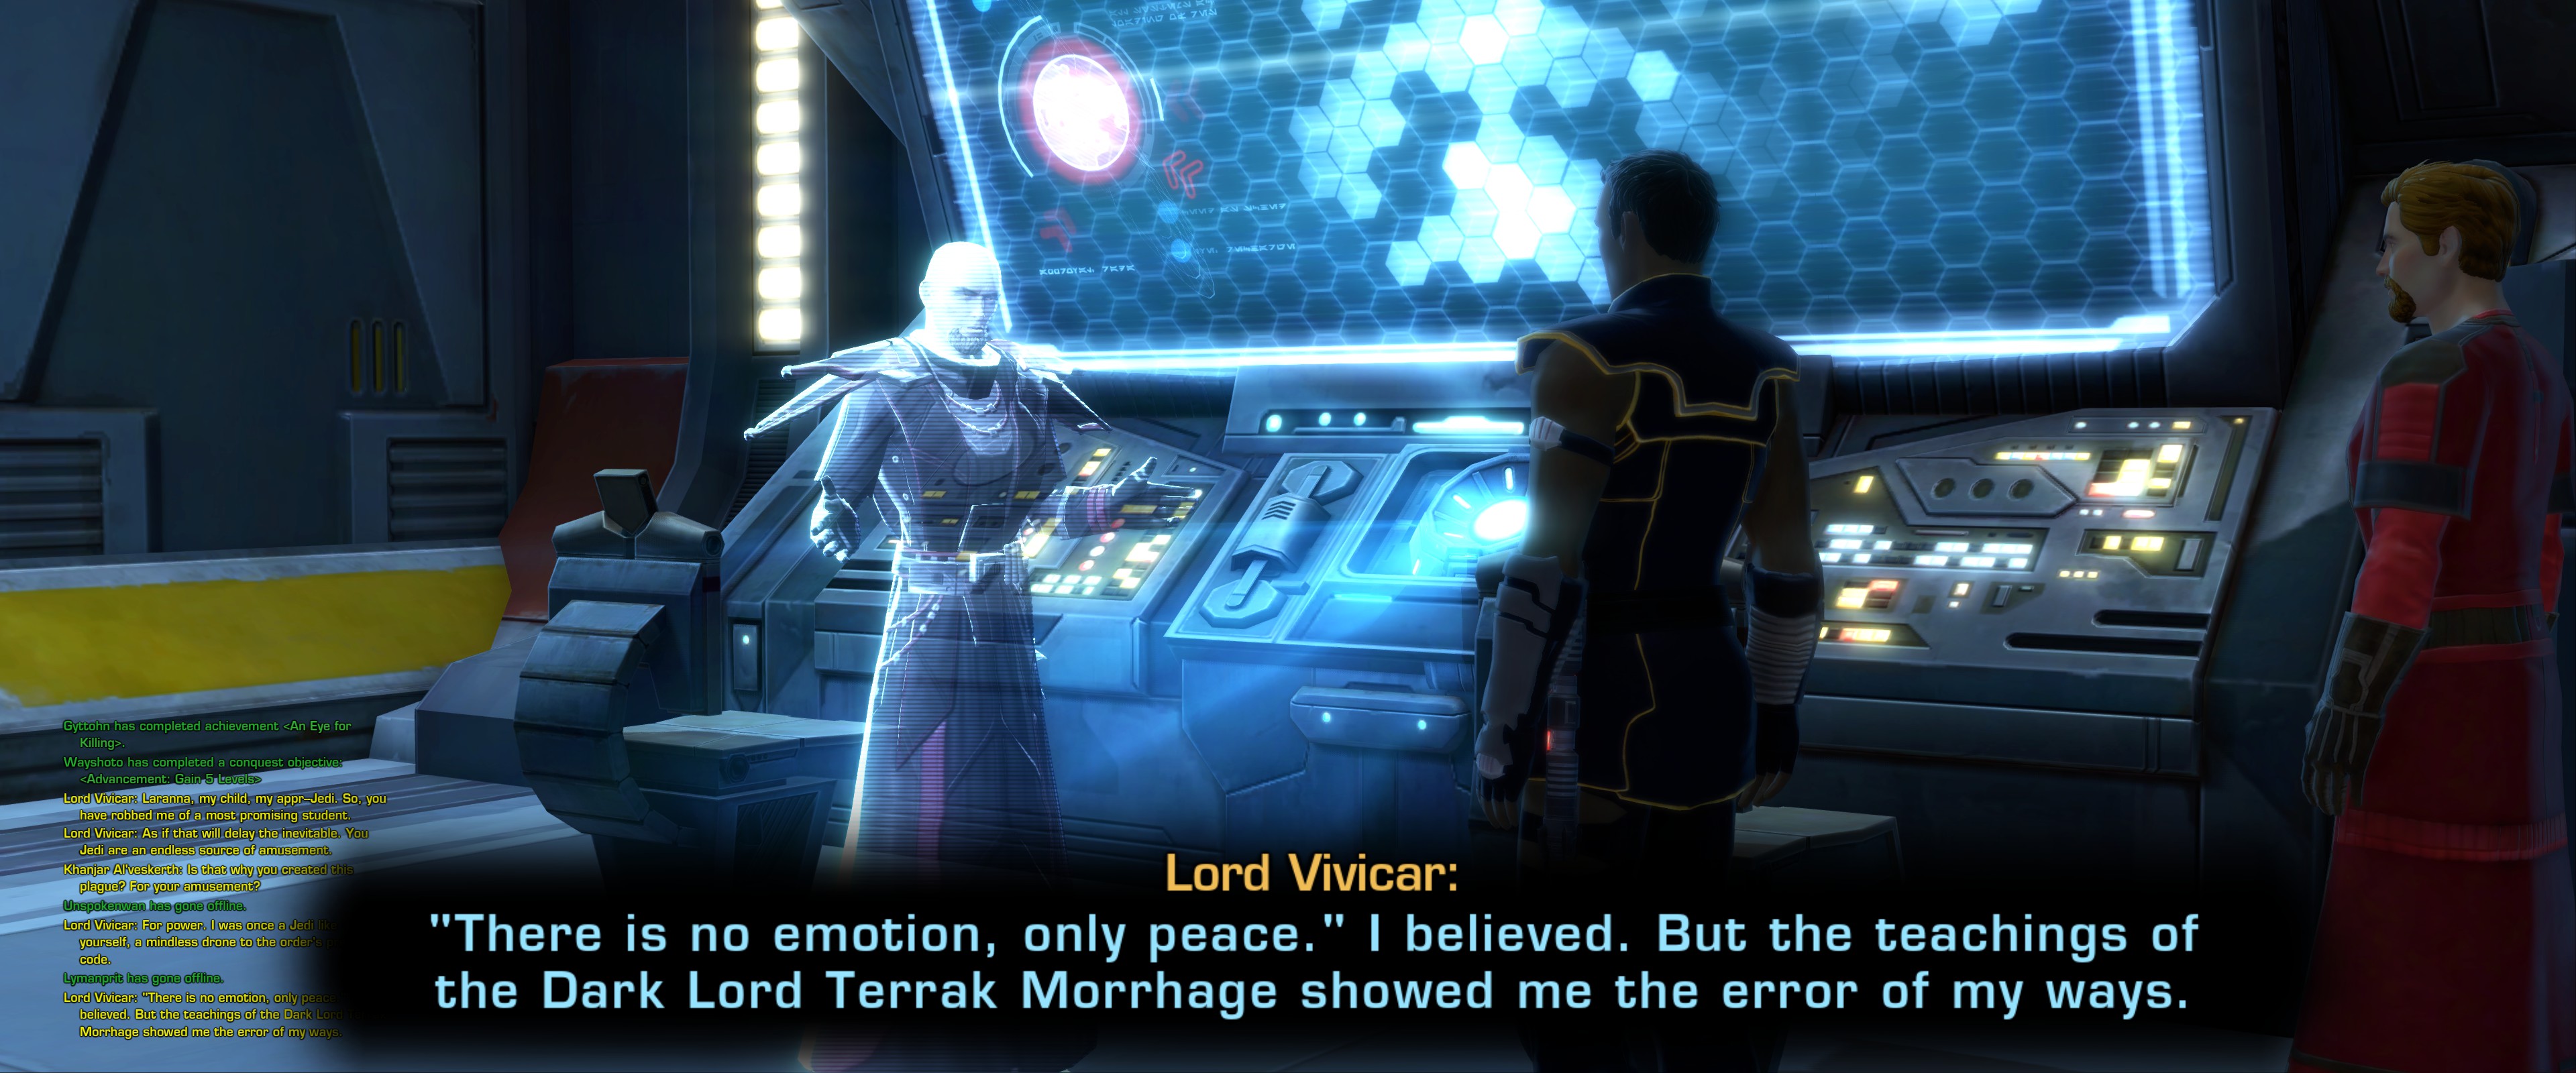 Gyttohn has completed achievement <An Eye for
Killing>.
Wayshoto has completed a conquest objective:
<Advancement: Gain 5 Levels>
Lord Vivicar: Laranna, my child, my appr–Jedi. So, you
have robbed me of a most promising student.
Lord Vivicar: As if that will delay the inevitable. You
Jedi are an endless source of amusement.
Khanjar Al'veskerth: Is that why you created this
plague? For your amusement?
Unspokenwan has gone offline.
Lord Vivicar: For power. I was once a Jedi like
yourself, a mindless drone to the order's
code.
Lymanprit has gone offline.
Lord Vivicar: "There is no emotion, only peace
believed. But the teachings of the Dark Lord
Morrhage showed me the error of my ways.
Lord Vivicar:
"There is no emotion, only peace." I believed. But the teachings of
the Dark Lord Terrak Morrhage showed me the error of my ways.